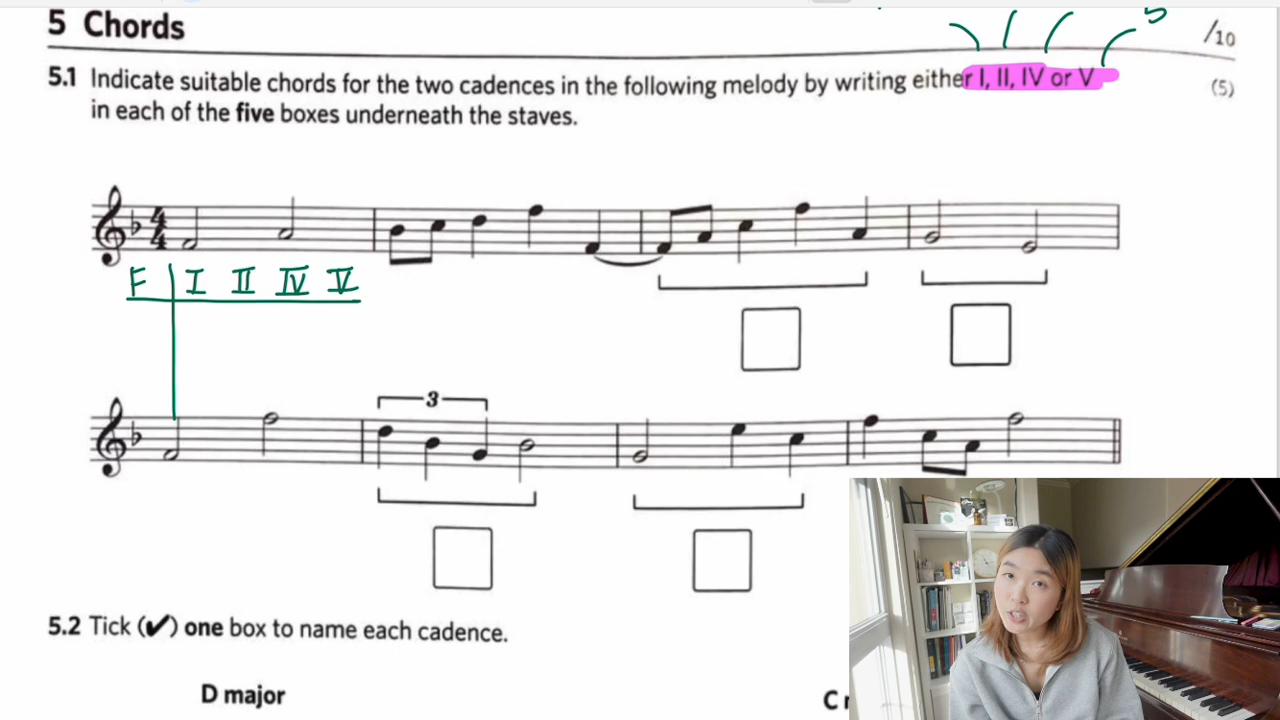 5
5 Chords
/10
5.1 Indicate suitable chords for the two cadences in the following melody by writing either I, II, IV or V
(5)
in each of the five boxes underneath the staves.
4
4
F I II IV V
3
5.2 Tick (✔) one box to name each cadence.
D major
C